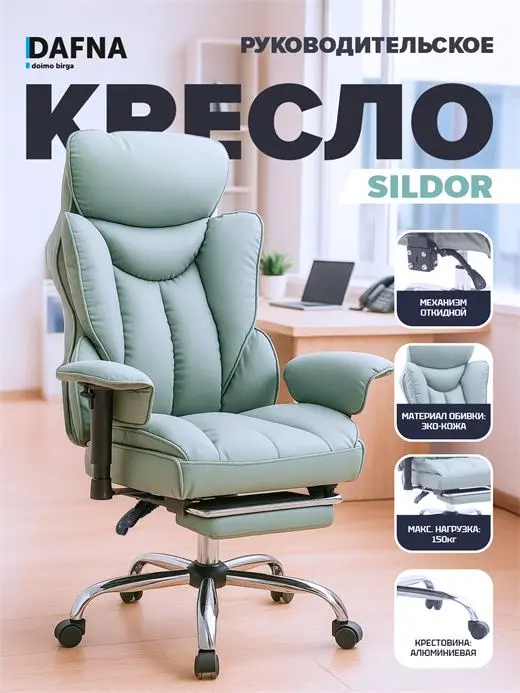 DAFNA
doimo birga
РУКОВОДИТЕЛЬСКОЕ
КРЕСЛО
SILDOR
МЕХАНИЗМ
ОТКИДНОЙ
МАТЕРИАЛ ОБИВКИ:
ЭКО-КОЖА
МАКС. НАГРУЗКА:
150кг
КРЕСТОВИНА:
АЛЮМИНИЕВАЯ